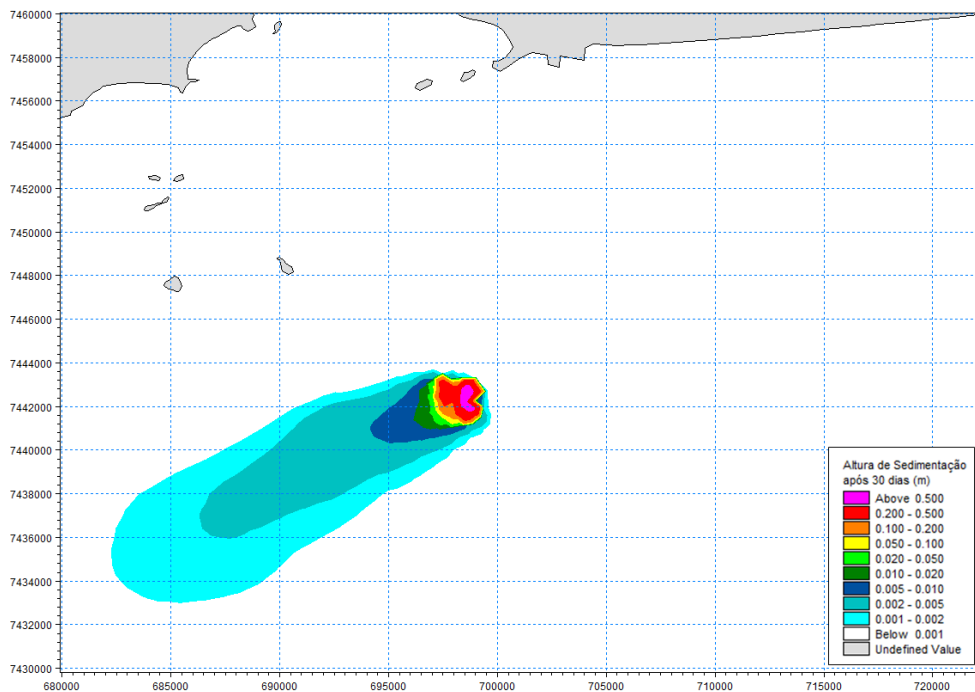 7460000
7458000
7456000
7454000
7452000
7450000
7448000
7446000
7444000
7442000
7440000
7438000
7436000
7434000
7432000
7430000
680000 685000 690000 695000 700000 705000 710000 715000 720000
Altura de Sedimentação
após 30 dias (m)
Above 0.500
0.200 - 0.500
0.100 - 0.200
0.050 - 0.100
0.020 - 0.050
0.010 - 0.020
0.005 - 0.010
0.002 - 0.005
0.001 - 0.002
Below 0.001
Undefined Value